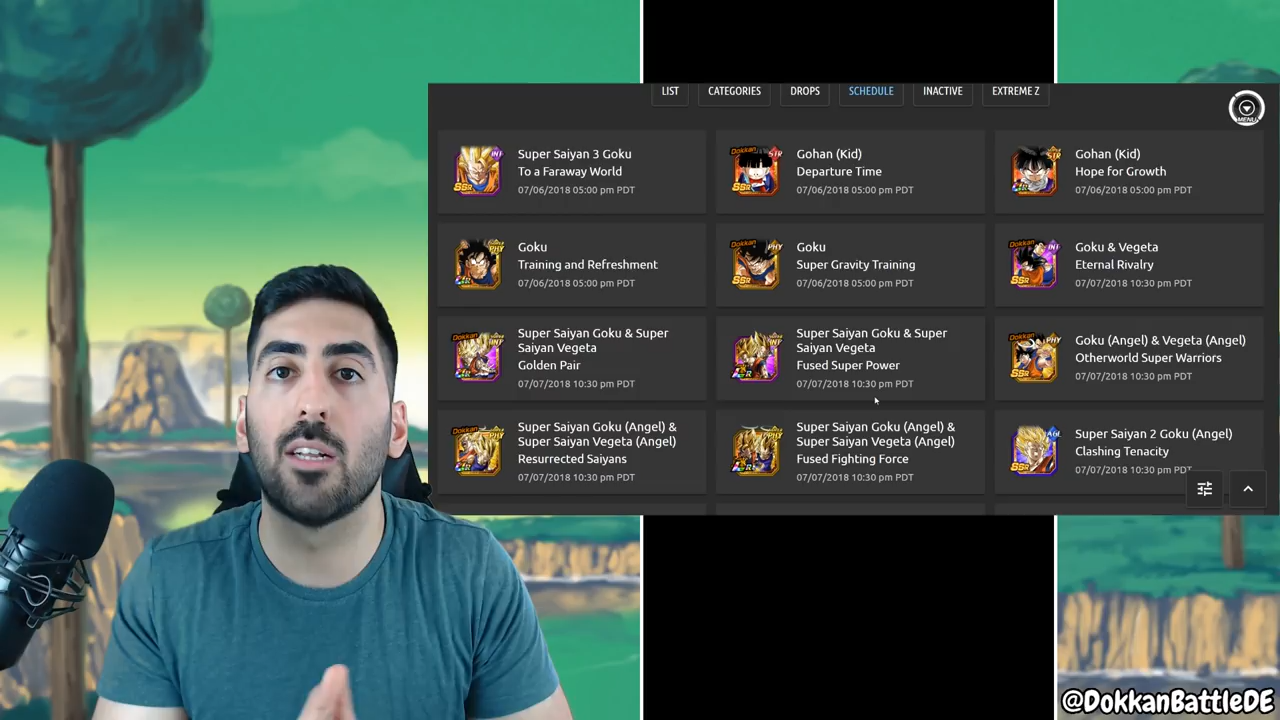 LIST
CATEGORIES
DROPS
SCHEDULE
INACTIVE
EXTREME Z
MENU
Super Saiyan 3 Goku
To a Faraway World
07/06/2018 05:00 pm PDT
Gohan (Kid)
Departure Time
07/06/2018 05:00 pm PDT
Gohan (Kid)
Hope for Growth
07/06/2018 05:00 pm PDT
Goku
Training and Refreshment
07/06/2018 05:00 pm PDT
Goku
Super Gravity Training
07/06/2018 05:00 pm PDT
Goku & Vegeta
Eternal Rivalry
07/07/2018 10:30 pm PDT
Super Saiyan Goku & Super
Saiyan Vegeta
Golden Pair
07/07/2018 10:30 pm PDT
Super Saiyan Goku & Super
Saiyan Vegeta
Fused Super Power
07/07/2018 10:30 pm PDT
Goku (Angel) & Vegeta (Angel)
Otherworld Super Warriors
07/07/2018 10:30 pm PDT
Super Saiyan Goku (Angel) &
Super Saiyan Vegeta (Angel)
Resurrected Saiyans
07/07/2018 10:30 pm PDT
Super Saiyan Goku (Angel) &
Super Saiyan Vegeta (Angel)
Fused Fighting Force
07/07/2018 10:30 pm PDT
Super Saiyan 2 Goku (Angel)
Clashing Tenacity
07/07/2018 10:30 pm PDT
@DokkanBattleDE